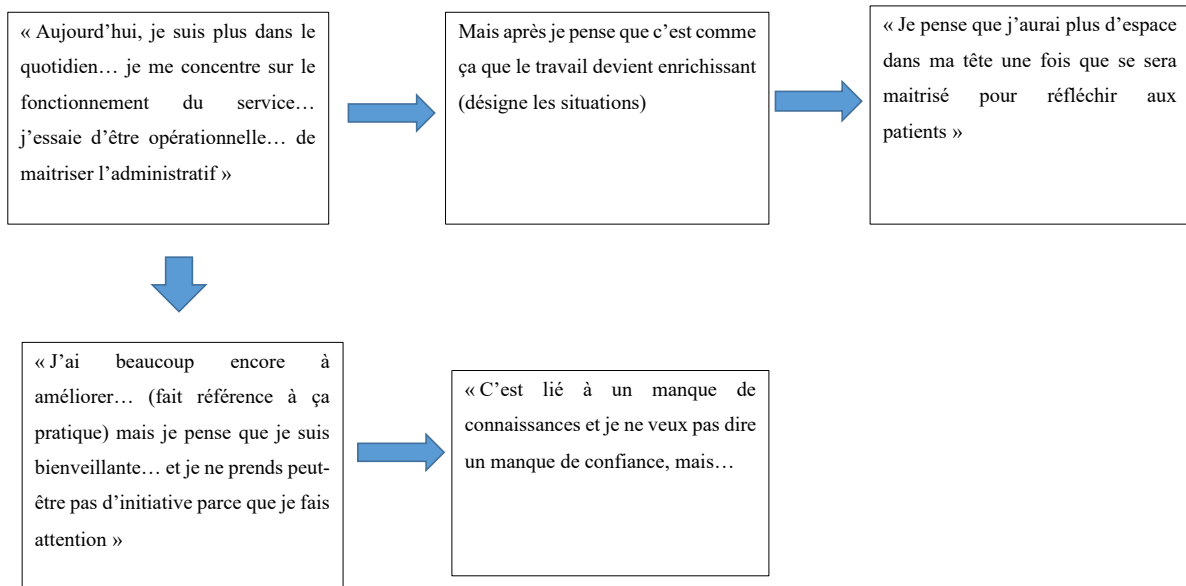 « Aujourd’hui, je suis plus dans le
quotidien… je me concentre sur le
fonctionnement du service…
j’essaie d’être opérationnelle… de
maitriser l’administratif »
Mais après je pense que c’est comme
ça que le travail devient enrichissant
(désigne les situations)
« Je pense que j’aurai plus d’espace
dans ma tête une fois que se sera
maitrisé pour réfléchir aux
patients »
« J’ai beaucoup encore à
améliorer… (fait référence à ça
pratique) mais je pense que je suis
bienveillante… et je ne prends peut-
être pas d’initiative parce que je fais
attention »
« C’est lié à un manque de
connaissances et je ne veux pas dire
un manque de confiance, mais…